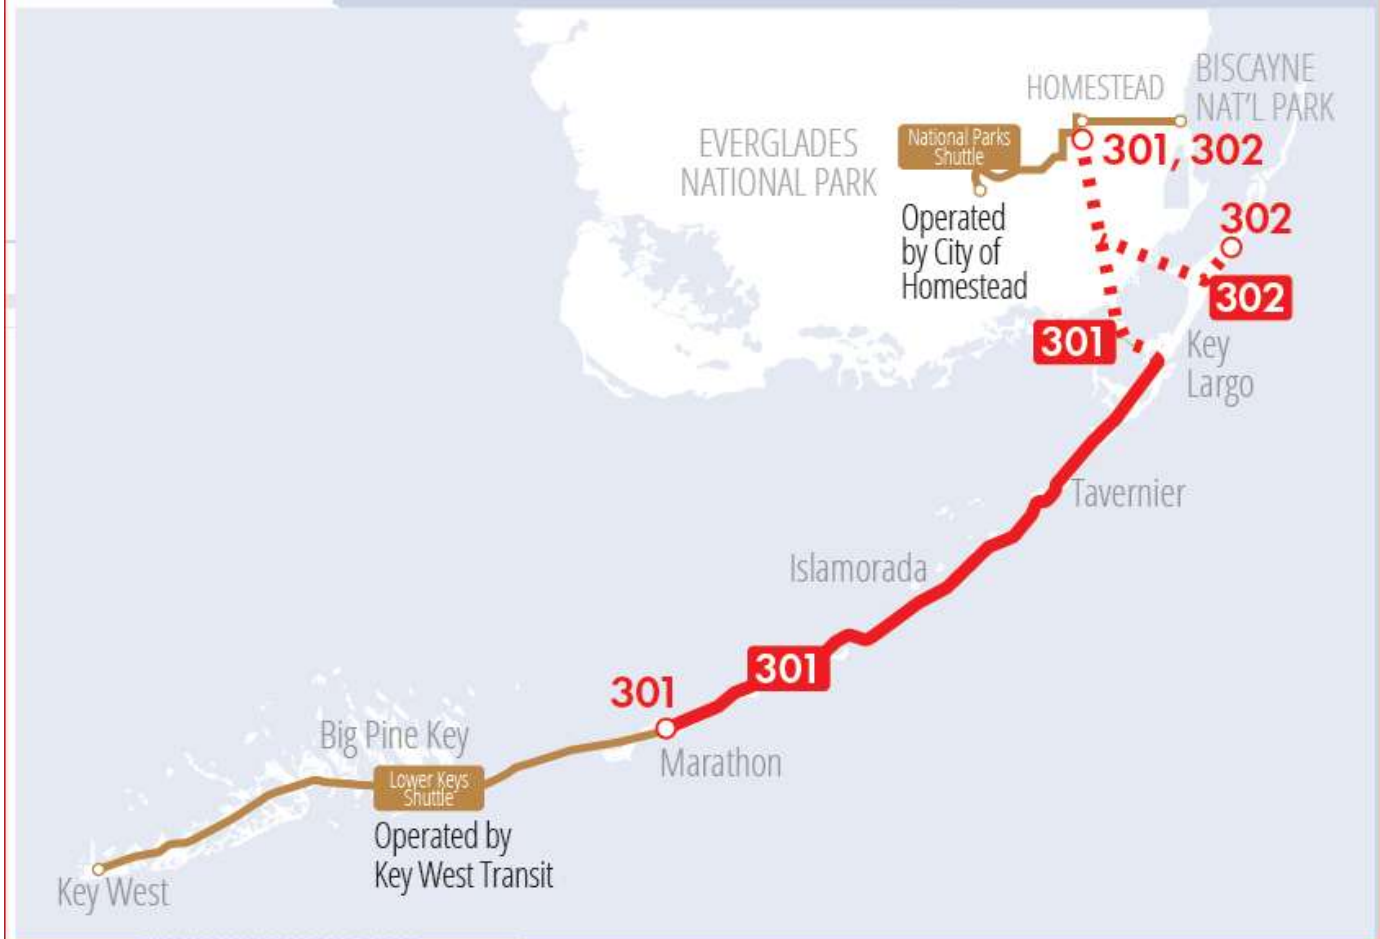 BISCAYNE
NAT'L PARK
HOMESTEAD
EVERGLADES
NATIONAL PARK
National Parks
Shuttle
301, 302
Operated
by City of
Homestead
302
302
301
Key
Largo
Tavernier
Islamorada
301
301
Marathon
Big Pine Key
Lower Keys
Shuttle
Operated by
Key West Transit
Key West